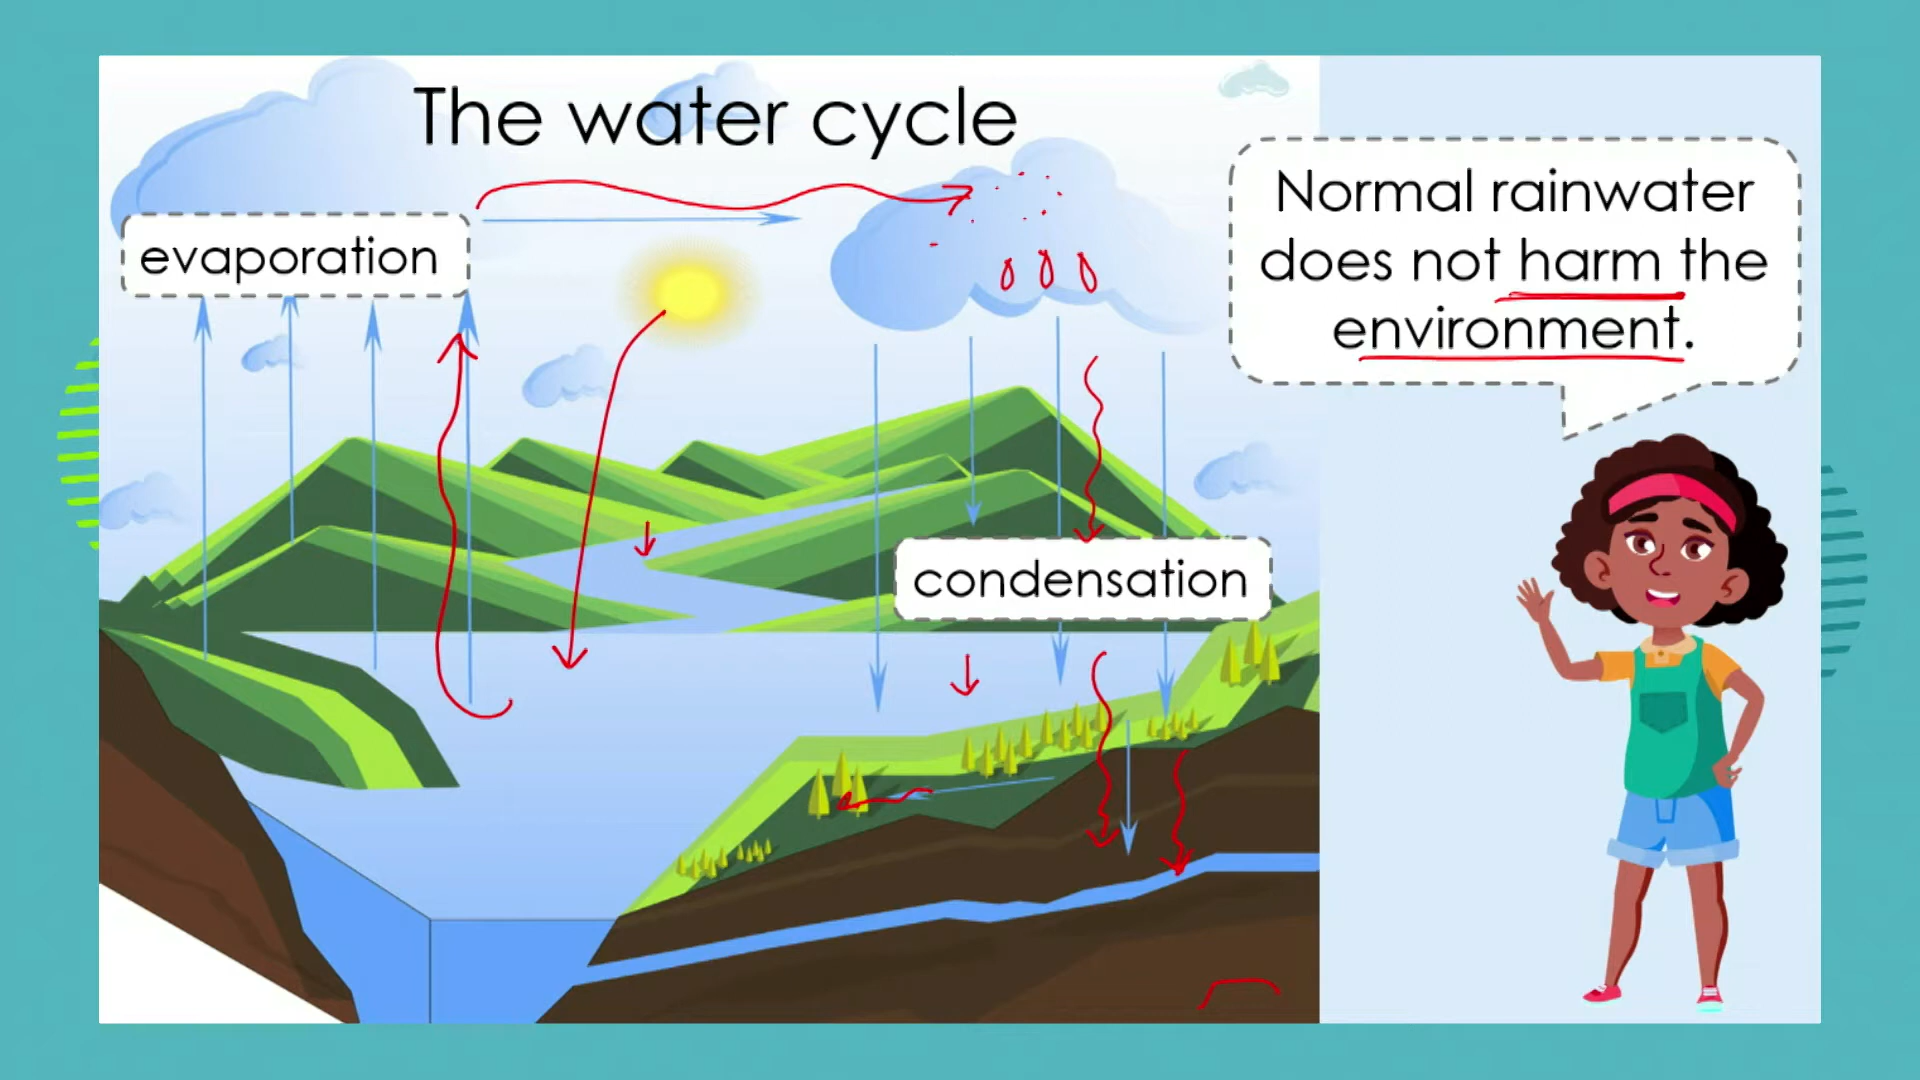 The water cycle
evaporation
condensation
Normal rainwater
does not harm the
environment.